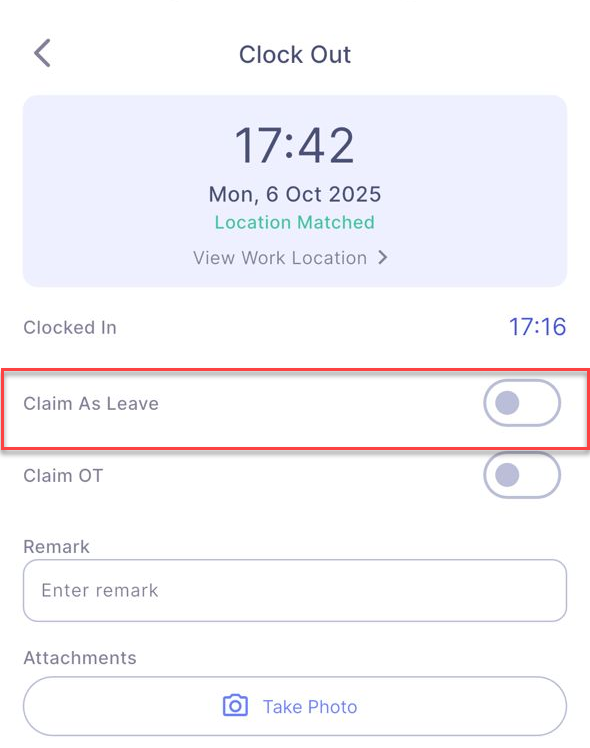 Clock Out
17:42
Mon, 6 Oct 2025
Location Matched
View Work Location
Clocked In 17:16
Claim As Leave
Claim OT
Remark
Enter remark
Attachments
Take Photo